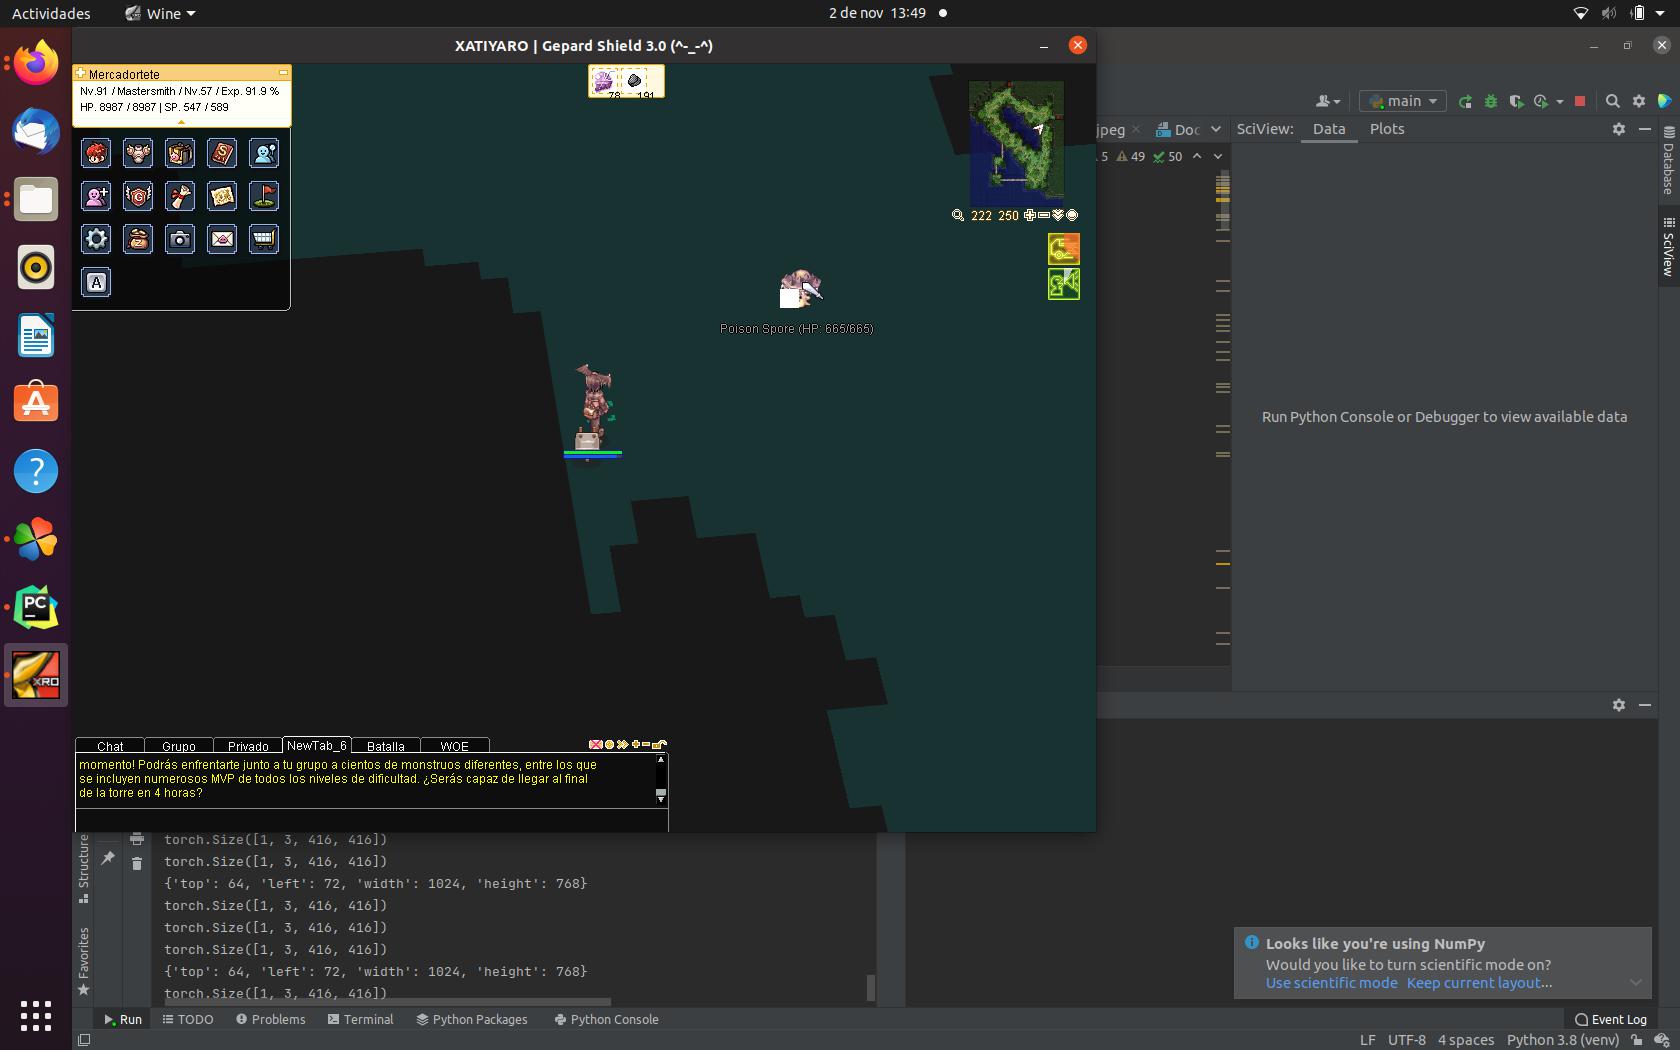 Actividades
Wine
2 de nov 13:49
XATIYARO | Gepard Shield 3.0 (^-_-^)
Mercadortete
Nv.91 / Mastersmith / Nv.57 / Exp. 91.9 %
HP. 8987 / 8987 | SP. 547 / 589
78 191
222 250
Poison Spore (HP: 665/665)
main
jpeg
Doc
SciView:
Data
Plots
5
49
50
Database
SciView
Run Python Console or Debugger to view available data
PC
XRO
Chat
Grupo
Privado
NewTab_6
Batalla
WOE
momento! Podrás enfrentarte junto a tu grupo a cientos de monstruos diferentes, entre los que
se incluyen numerosos MVP de todos los niveles de dificultad. ¿Serás capaz de llegar al final
de la torre en 4 horas?
torch.Size([1, 3, 416, 416])
torch.Size([1, 3, 416, 416])
{'top': 64, 'left': 72, 'width': 1024, 'height': 768}
torch.Size([1, 3, 416, 416])
torch.Size([1, 3, 416, 416])
torch.Size([1, 3, 416, 416])
{'top': 64, 'left': 72, 'width': 1024, 'height': 768}
torch.Size([1, 3, 416, 416])
Structure
Favorites
Looks like you're using NumPy
Would you like to turn scientific mode on?
Use scientific mode Keep current layout...
Run
TODO
Problems
Terminal
Python Packages
Python Console
Event Log
LF UTF-8 4 spaces Python 3.8 (venv)